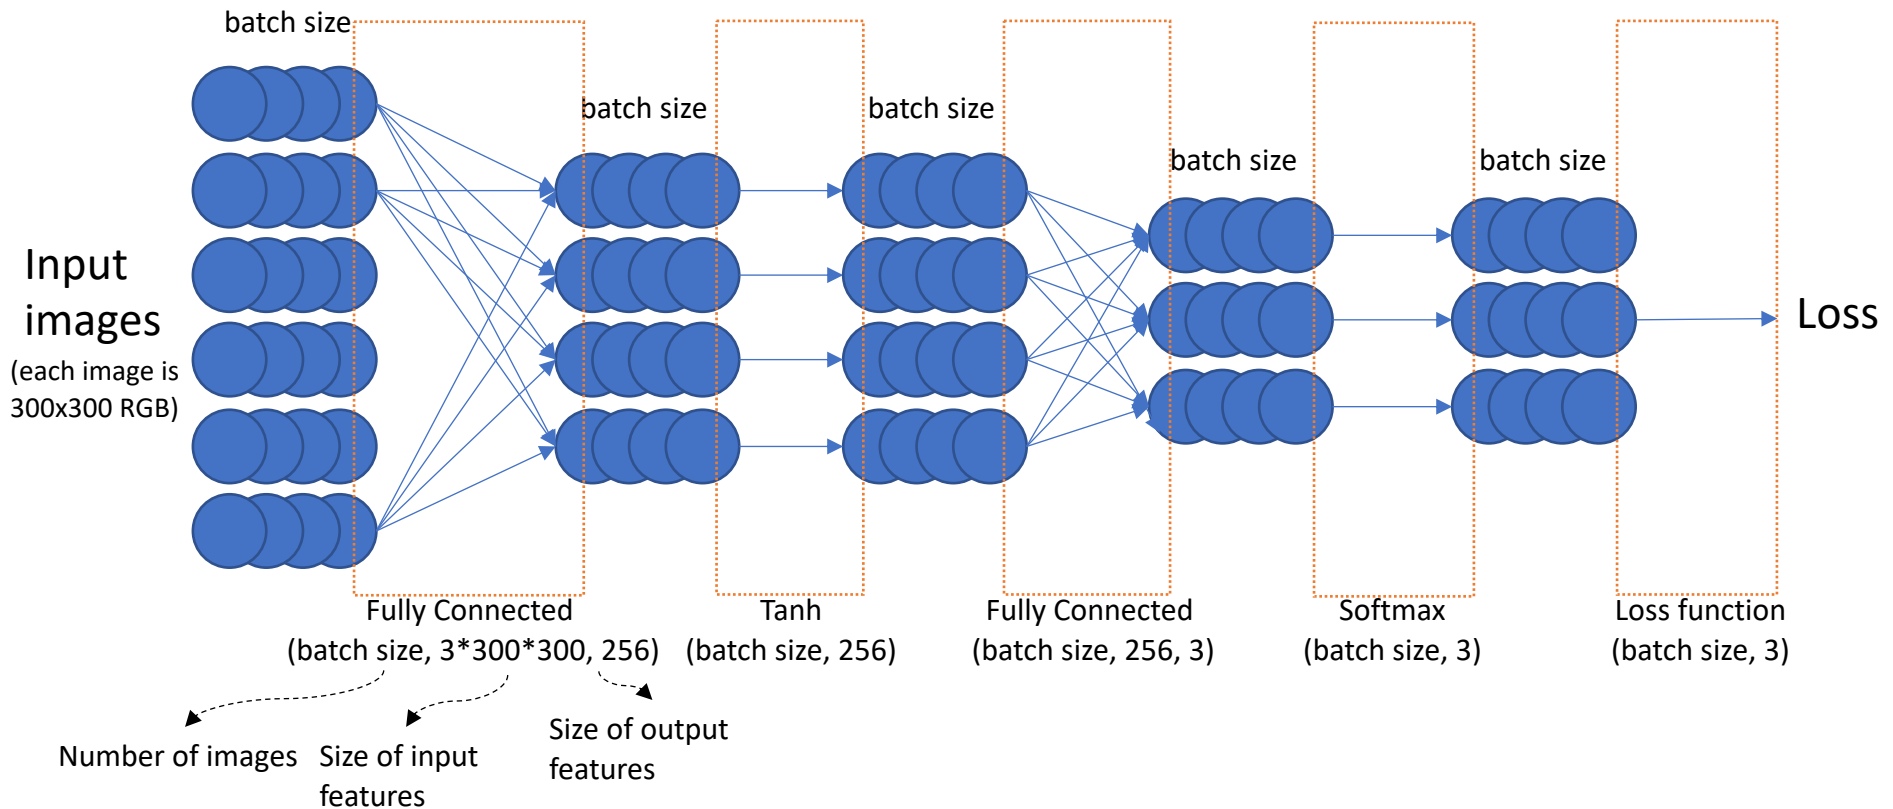 batch size
batch size
batch size
batch size
batch size
Input
images
(each image is
300x300 RGB)
Loss
Fully Connected
(batch size, 3*300*300, 256)
Tanh
(batch size, 256)
Fully Connected
(batch size, 256, 3)
Softmax
(batch size, 3)
Loss function
(batch size, 3)
Number of images
Size of input
features
Size of output
features